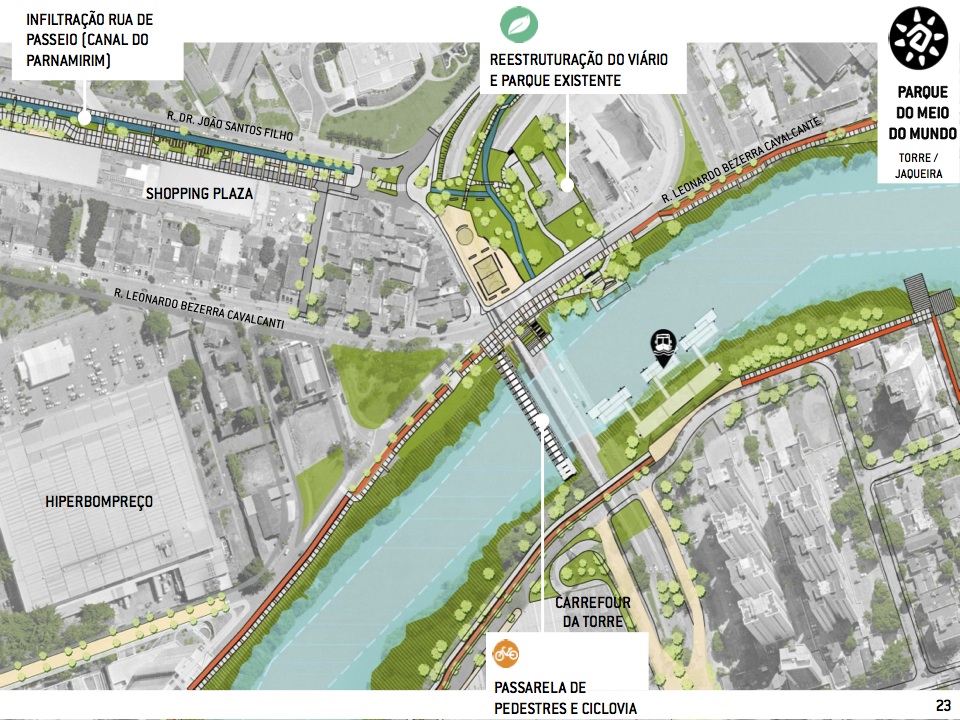 INFILTRAÇÃO RUA DE
PASSEIO (CANAL DO
PARNAMIRIM)
REESTRUTURAÇÃO DO VIÁRIO
E PARQUE EXISTENTE
PARQUE
DO MEIO
DO MUNDO
TORRE /
JAQUEIRA
R. DR. JOÃO SANTOS FILHO
R. LEONARDO BEZERRA CAVALCANTE
SHOPPING PLAZA
R. LEONARDO BEZERRA CAVALCANTI
HIPERBOMPREÇO
CARREFOUR
DA TORRE
PASSARELA DE
PEDESTRES E CICLOVIA
23